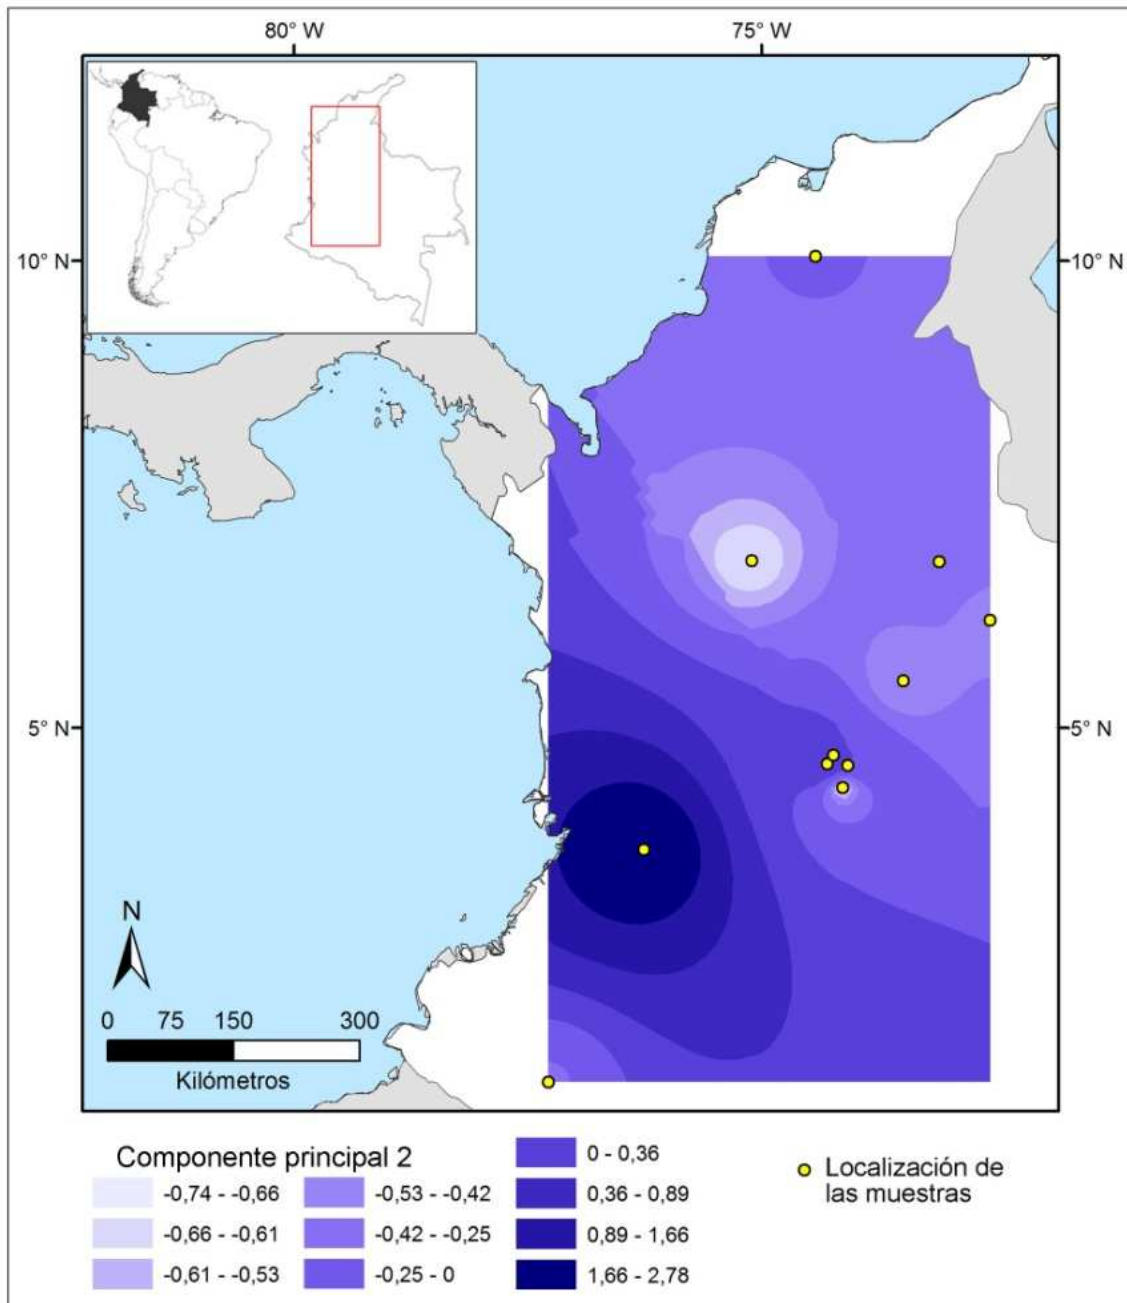 80° W
75° W
10° N
10° N
5° N
5° N
N
0 75 150 300
Kilómetros
Componente principal 2
-0,74 - -0,66
-0,66 - -0,61
-0,61 - -0,53
-0,53 - -0,42
-0,42 - -0,25
-0,25 - 0
0 - 0,36
0,36 - 0,89
0,89 - 1,66
1,66 - 2,78
Localización de
las muestras